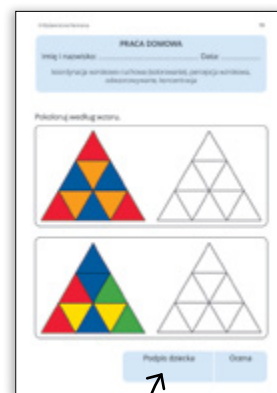 PRACA DOMOWA
Imię i nazwisko: Data:
koordynacja wzrokowo-ruchowa (kolorowanie), percepcja wzrokowa,
odwzorowywanie, koncentracja
Pokoloruj według wzoru.
Podpis dziecka Ocena